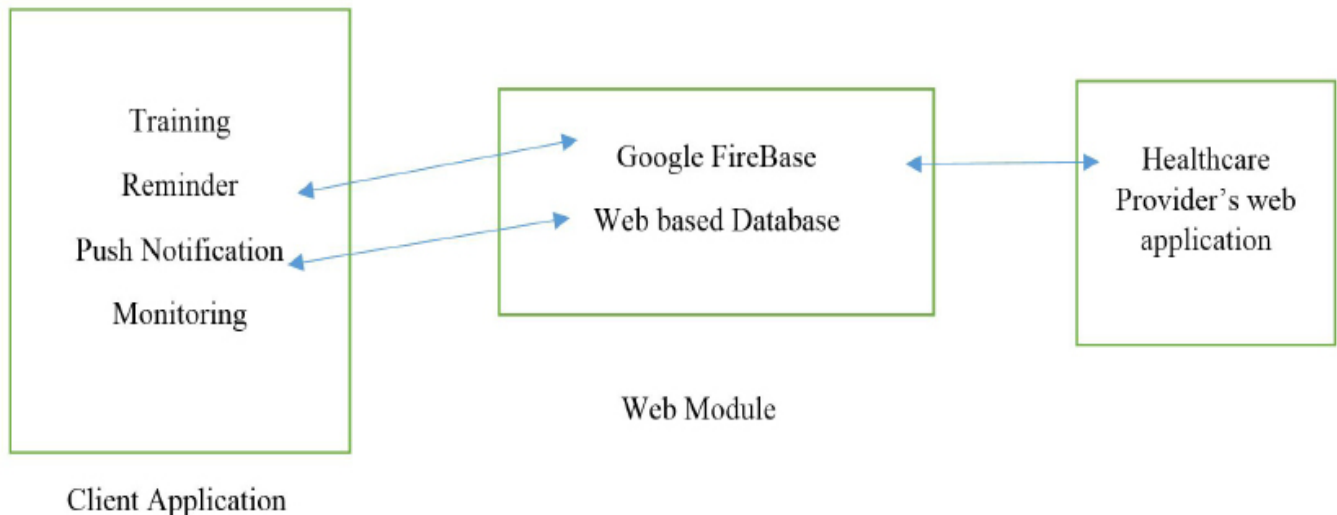 Training
Reminder
Push Notification
Monitoring
Client Application
Google FireBase
Web based Database
Web Module
Healthcare
Provider’s web
application